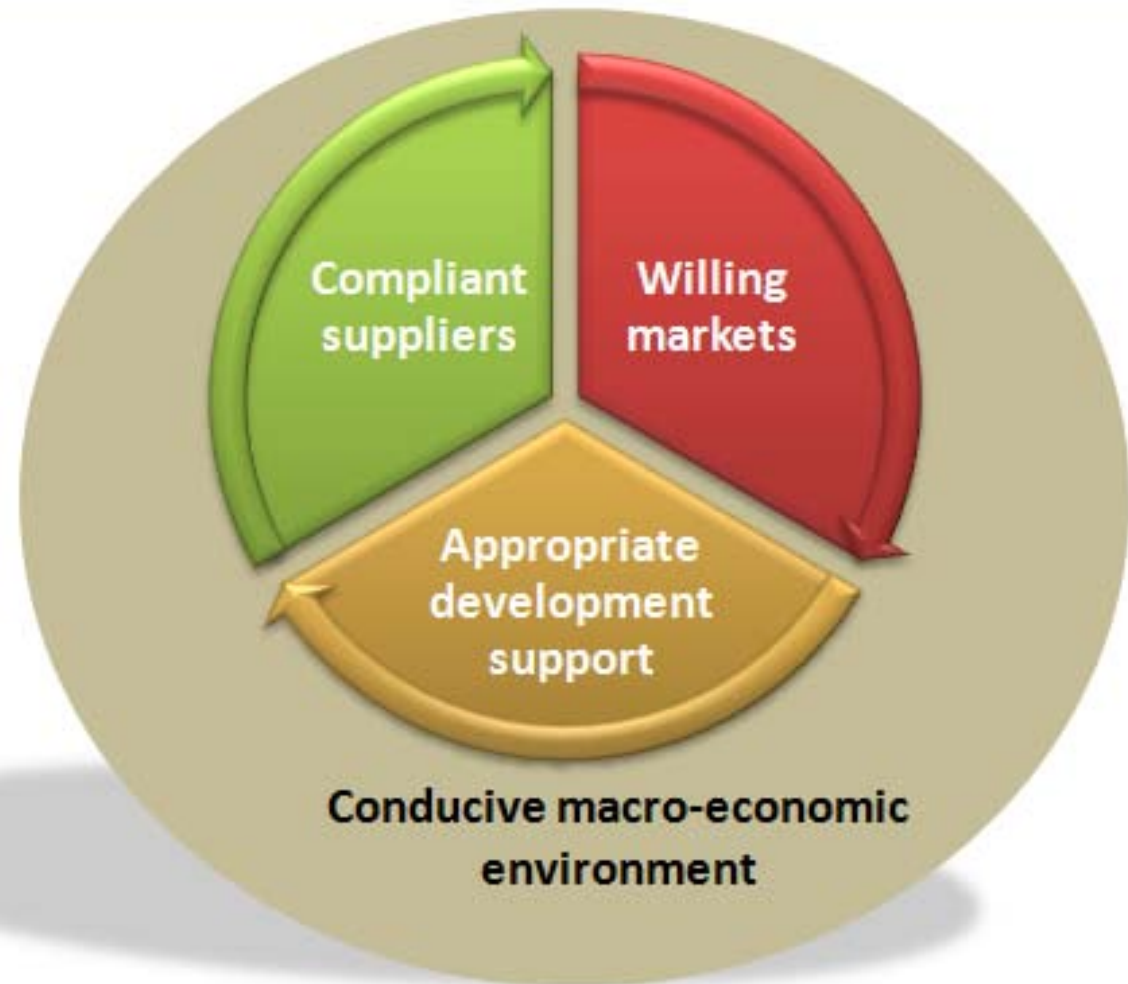 Compliant
suppliers
Willing
markets
Appropriate
development
support
Conducive macro-economic
environment